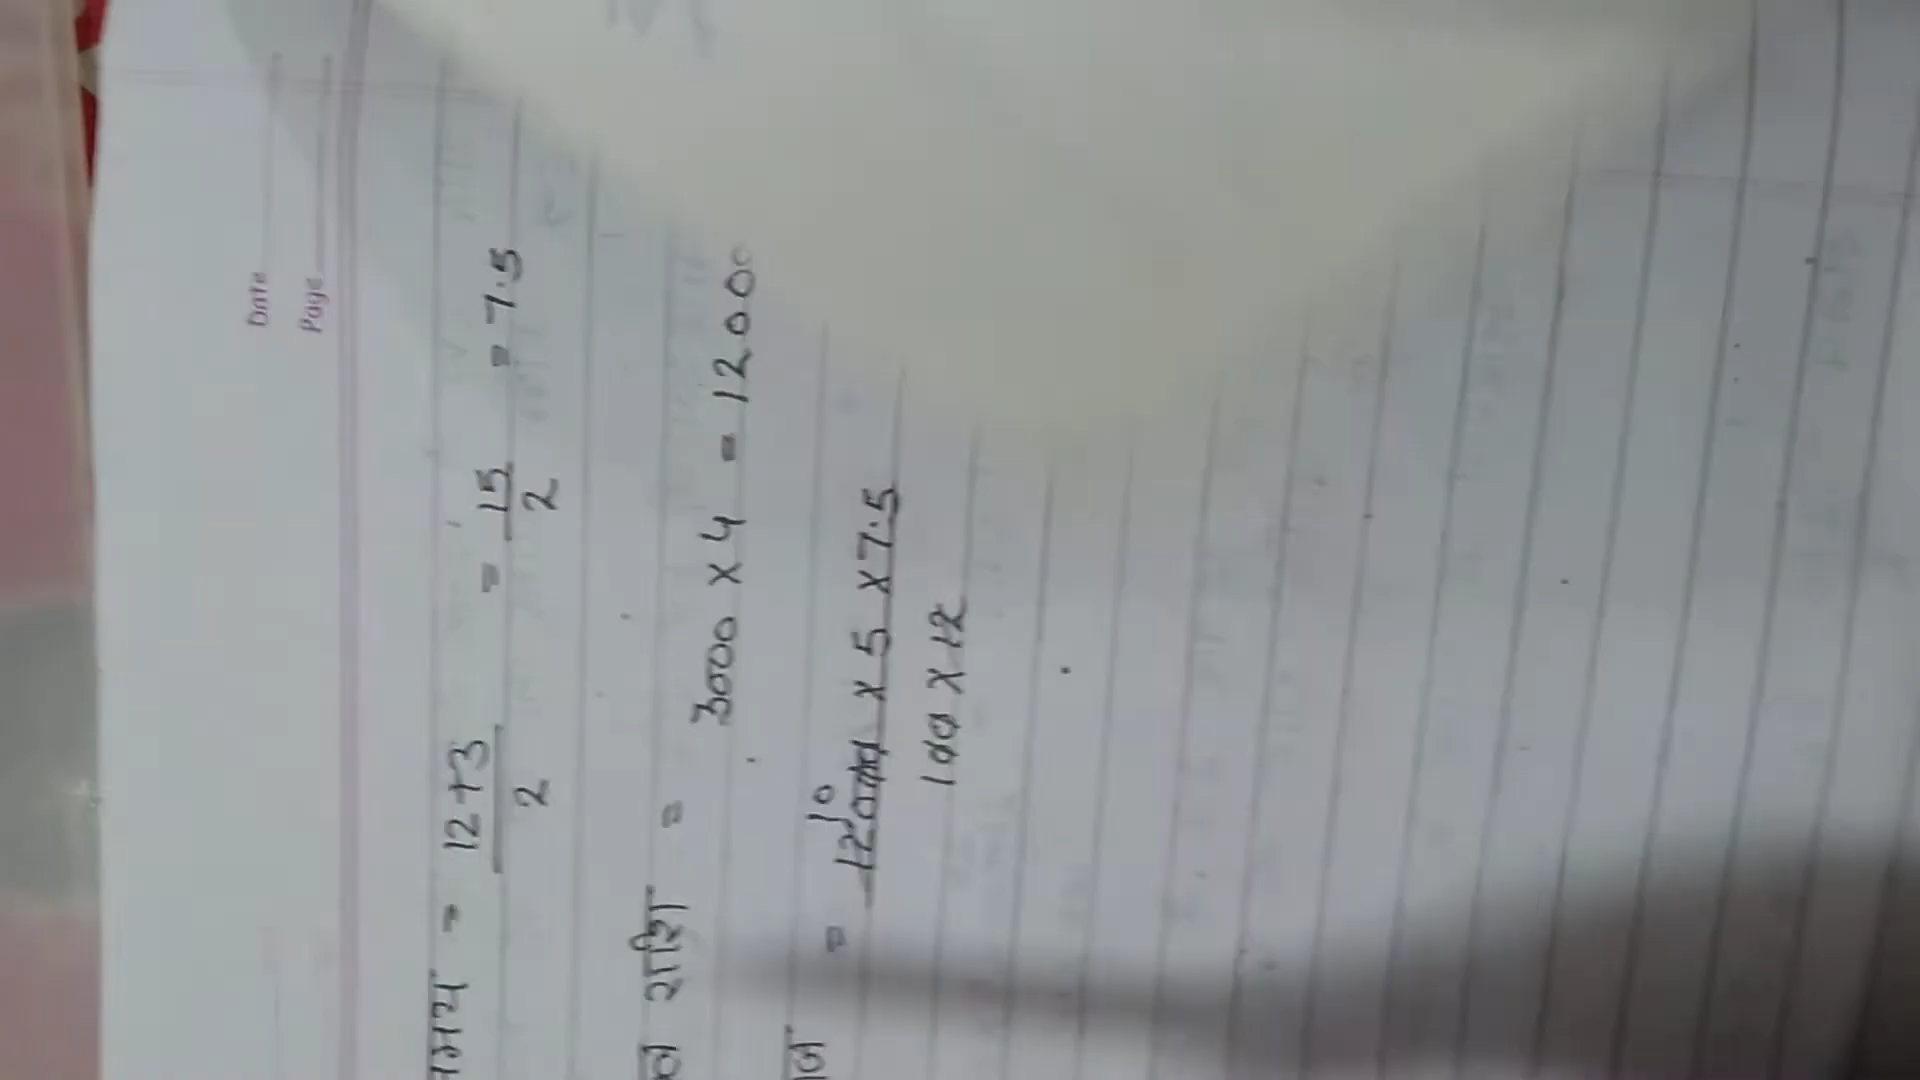 Date
Page
समय = 12+3 / 2 = 15 / 2 = 7.5
राशि =
3000 x 4 = 12000
= 12000 x 5 x 7.5
10
100 x 12